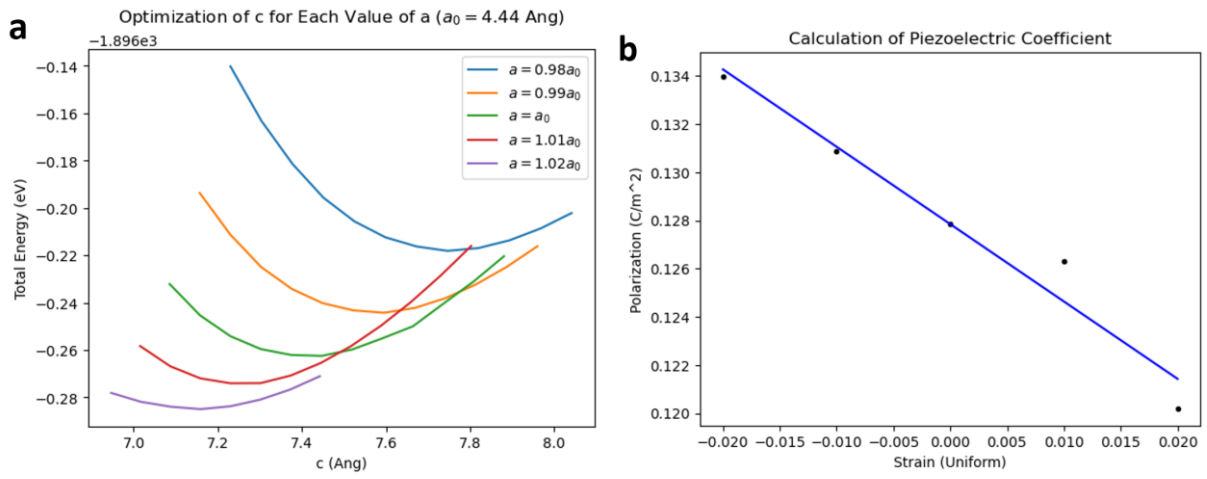 a
Optimization of c for Each Value of a (a₀ = 4.44 Ang)
−1.896e3
−0.14
−0.16
−0.18
−0.20
−0.22
−0.24
−0.26
−0.28
Total Energy (eV)
a = 0.98a₀
a = 0.99a₀
a = a₀
a = 1.01a₀
a = 1.02a₀
7.0 7.2 7.4 7.6 7.8 8.0
c (Ang)
b
Calculation of Piezoelectric Coefficient
0.134
0.132
0.130
0.128
0.126
0.124
0.122
0.120
Polarization (C/m^2)
−0.020 −0.015 −0.010 −0.005 0.000 0.005 0.010 0.015 0.020
Strain (Uniform)